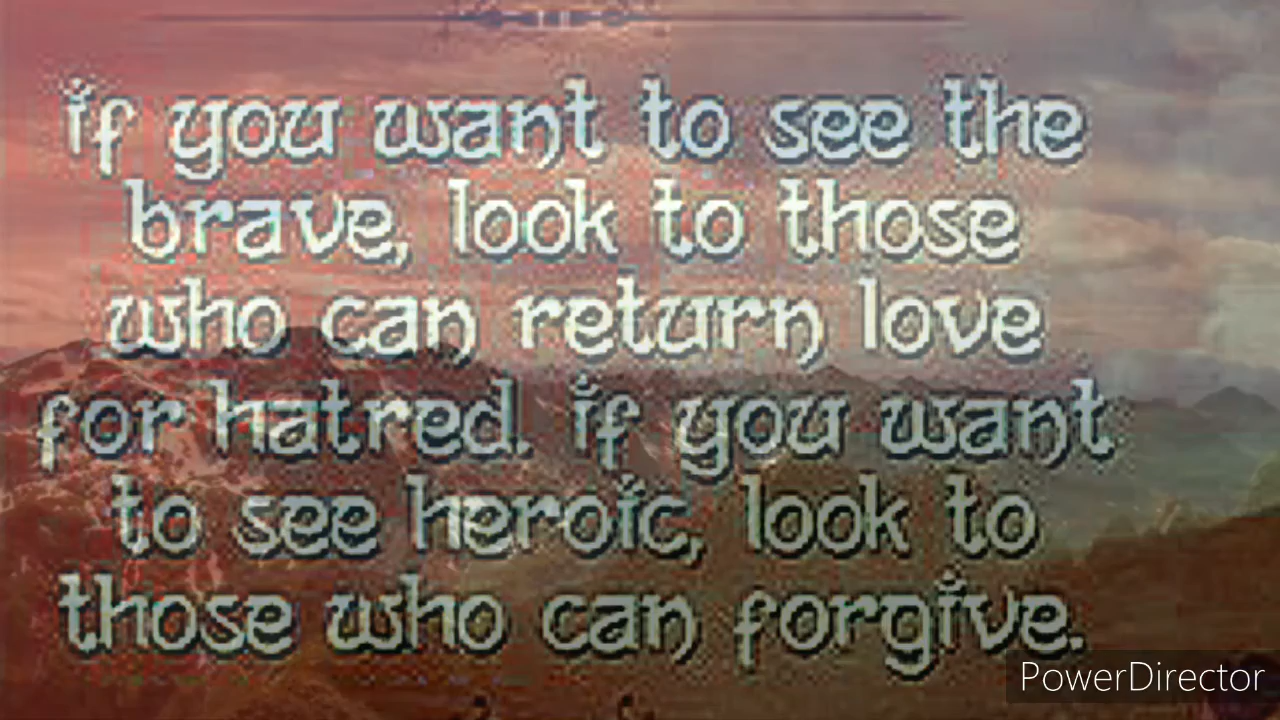 if you want to see the
brave, look to those
who can return love
for hatred. if you want
to see heroic, look to
those who can forgive.
PowerDirector